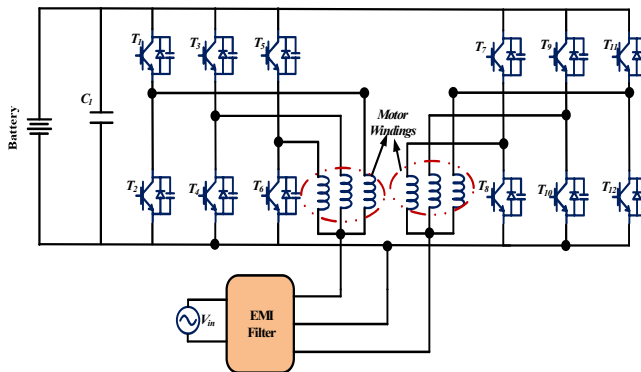 T1
T3
T5
T7
T9
T11
C1
Battery
Motor
Windings
T2
T4
T6
T8
T10
T12
Vin
EMI
Filter